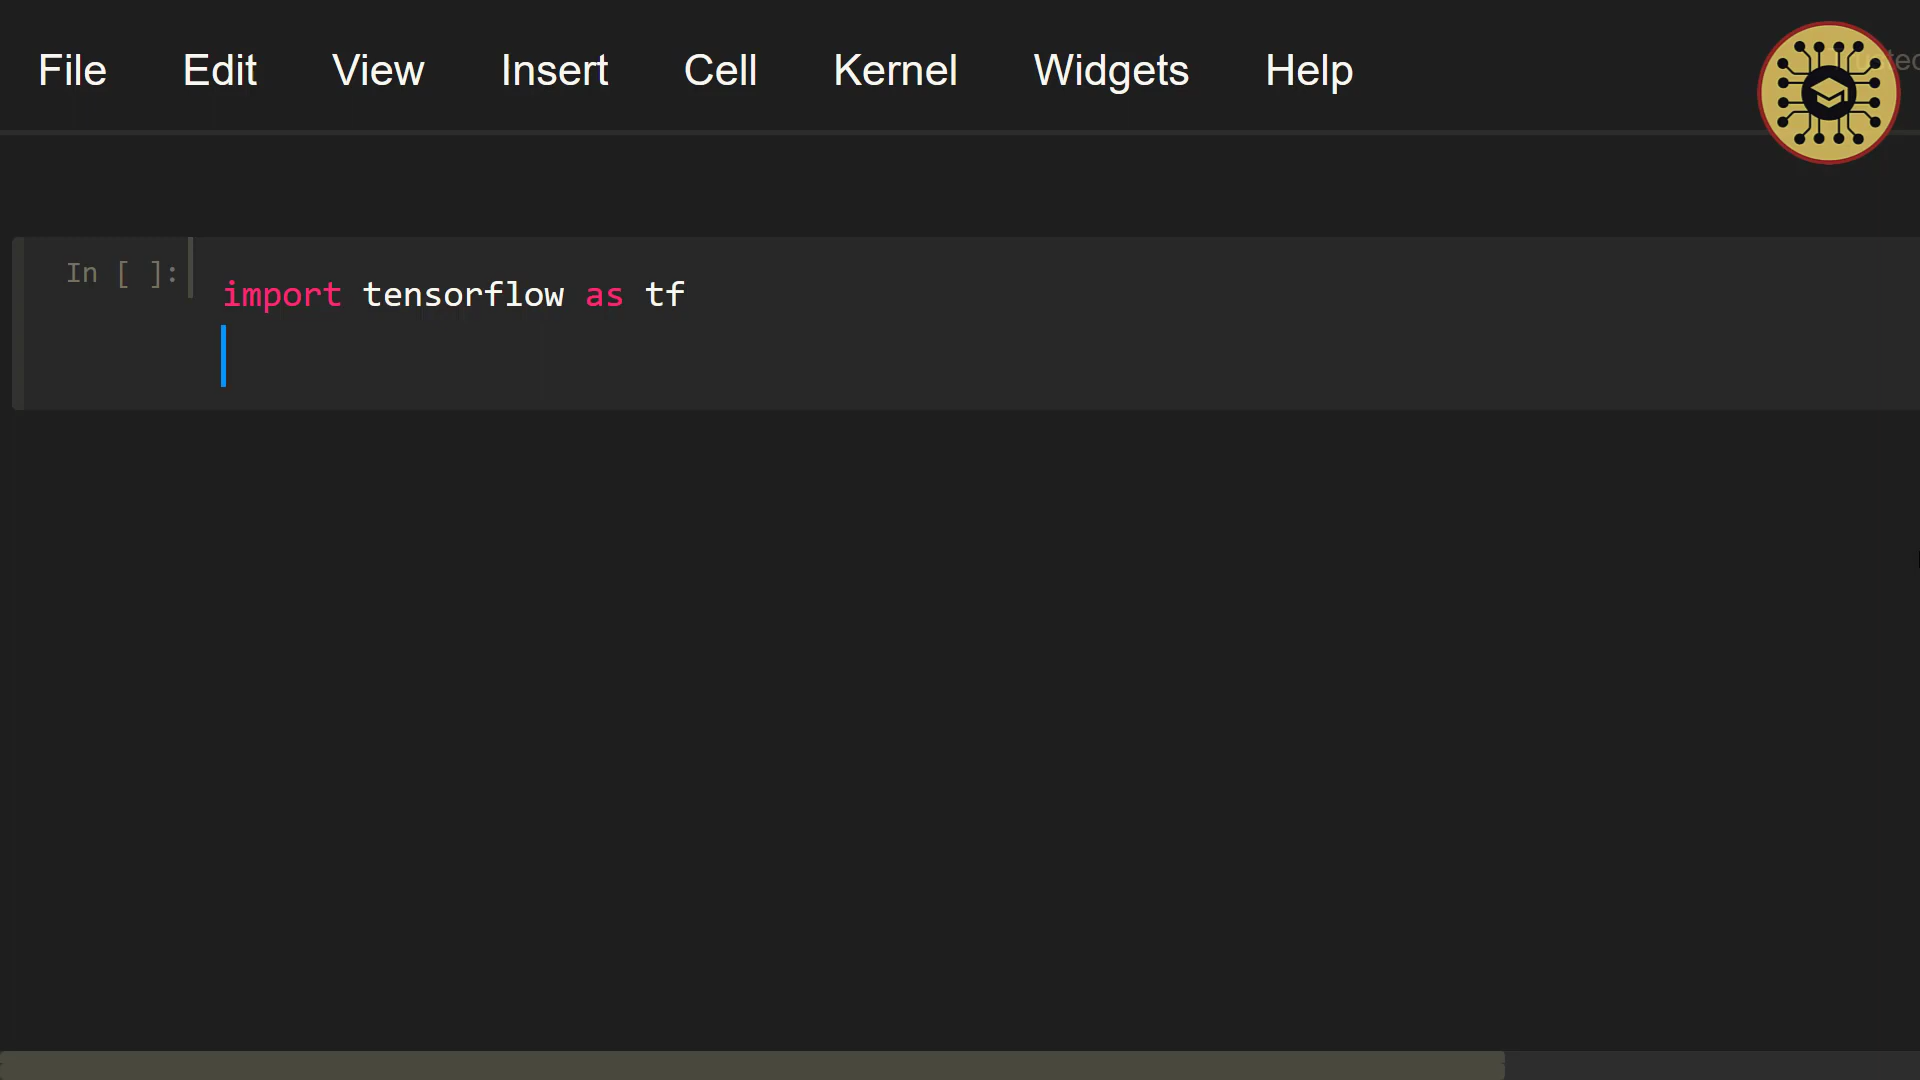 File Edit View Insert Cell Kernel Widgets Help
In [ ]:
import tensorflow as tf